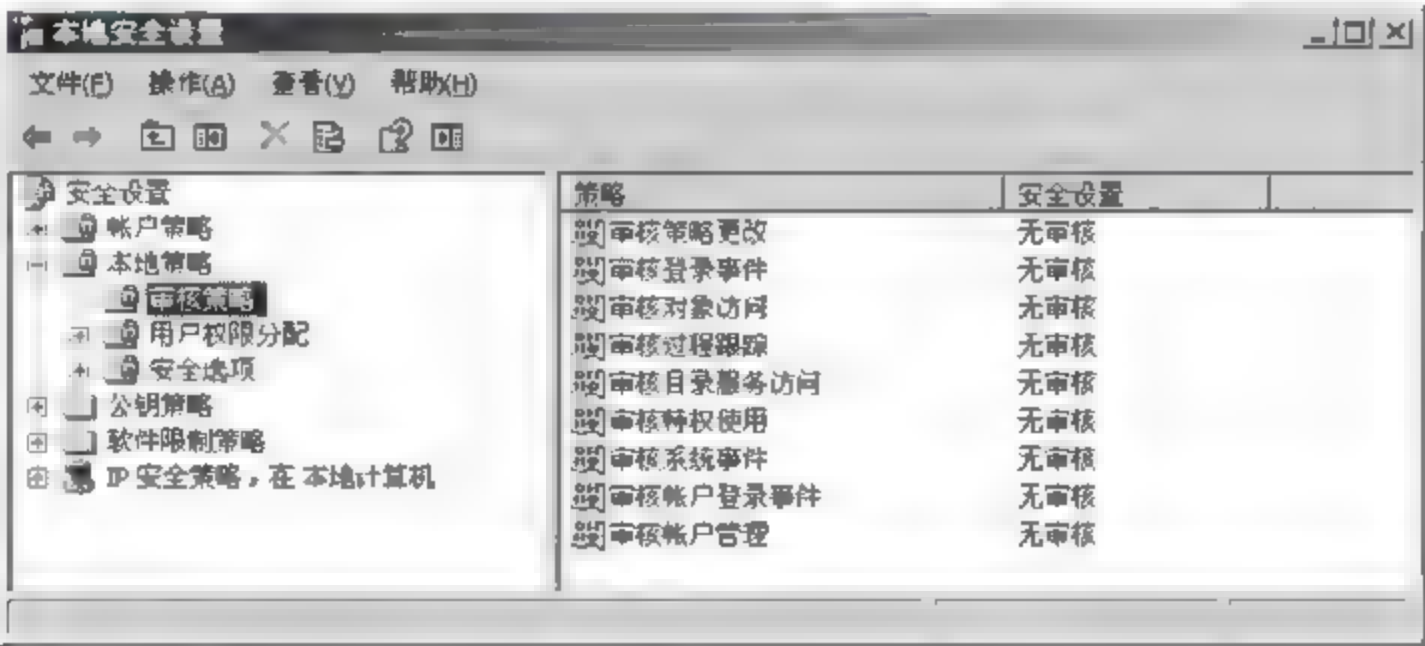 本地安全设置
文件(F) 操作(A) 查看(V) 帮助(H)
安全设置
帐户策略
本地策略
审核策略
用户权限分配
安全选项
公钥策略
软件限制策略
IP 安全策略，在 本地计算机
策略 安全设置
审核策略更改 无审核
审核登录事件 无审核
审核对象访问 无审核
审核过程跟踪 无审核
审核目录服务访问 无审核
审核特权使用 无审核
审核系统事件 无审核
审核帐户登录事件 无审核
审核帐户管理 无审核